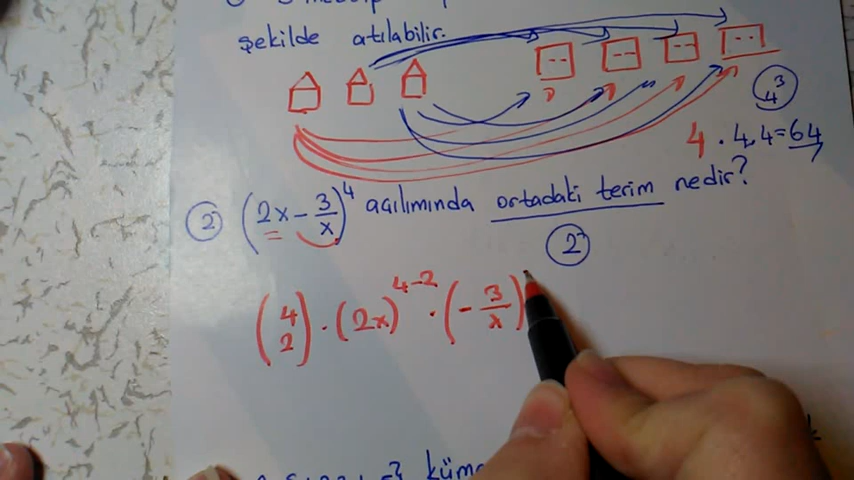 şekilde atılabilir.
4³
4 · 4 · 4 = 64
② (2x - 3/x)⁴ açılımında ortadaki terim nedir?
2
(4 2) · (2x)⁴⁻² · (- 3/x)